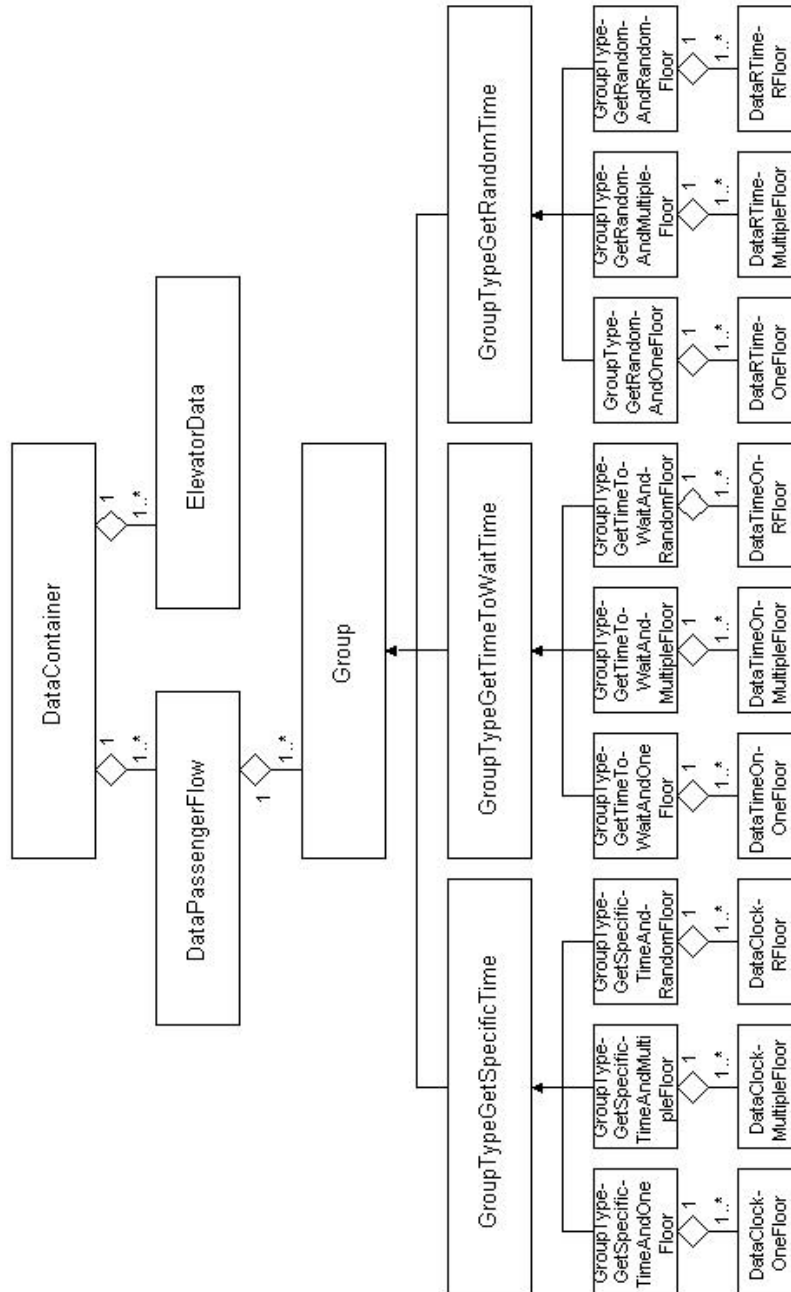 DataContainer
1
1
1..*
1..*
DataPassengerFlow
ElevatorData
1
1..*
Group
GroupTypeGetSpecificTime
GroupTypeGetTimeToWaitTime
GroupTypeGetRandomTime
GroupType-
GetSpecific-
TimeAndOne
Floor
GroupType-
GetSpecific-
TimeAndMulti
pleFloor
GroupType-
GetSpecific-
TimeAnd-
RandomFloor
GroupType-
GetTimeTo-
WaitAndOne
Floor
GroupType-
GetTimeTo-
WaitAnd-
MultipleFloor
GroupType-
GetTimeTo-
WaitAnd-
RandomFloor
GroupType-
GetRandom-
AndOneFloor
GroupType-
GetRandom-
AndMultiple-
Floor
GroupType-
GetRandom-
AndRandom-
Floor
1
1
1
1
1
1
1
1
1
1..*
1..*
1..*
1..*
1..*
1..*
1..*
1..*
1..*
DataClock-
OneFloor
DataClock-
MultipleFloor
DataClock-
RFloor
DataTimeOn-
OneFloor
DataTimeOn-
MultipleFloor
DataTimeOn-
RFloor
DataRTime-
OneFloor
DataRTime-
MultipleFloor
DataRTime-
RFloor